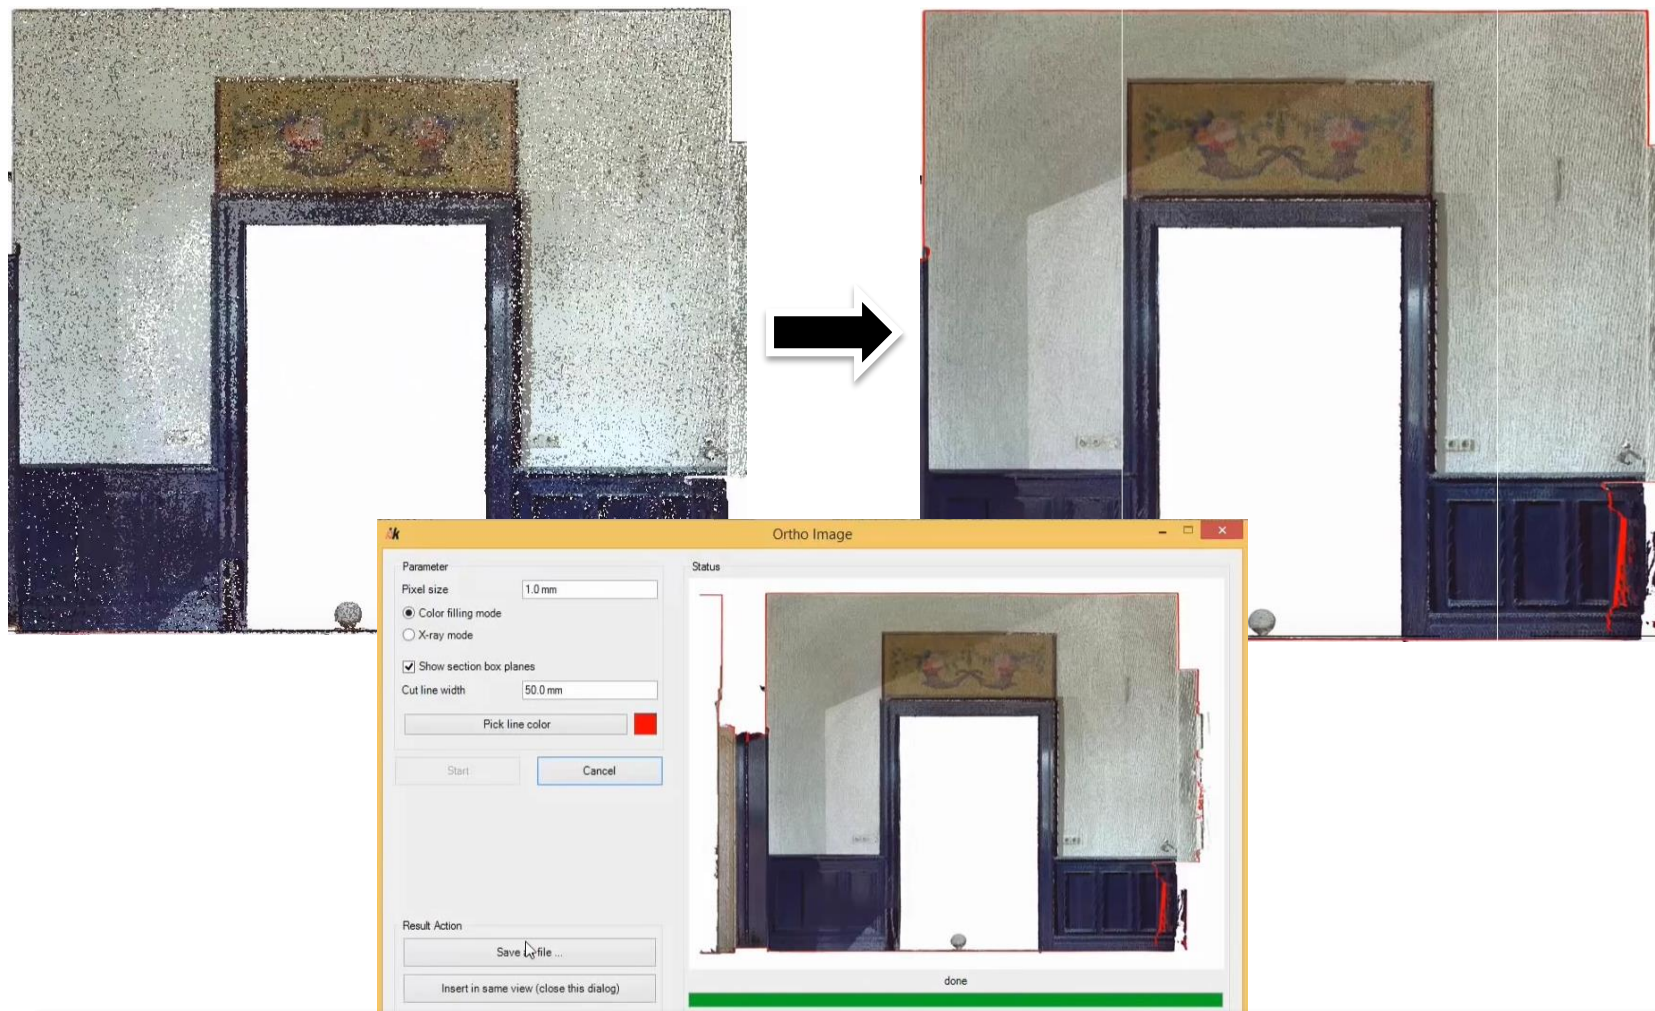 Ortho Image
Parameter
Pixel size
1.0 mm
Color filling mode
X-ray mode
Show section box planes
Cut line width
50.0 mm
Pick line color
Start
Cancel
Result Action
Save file ...
Insert in same view (close this dialog)
Status
done